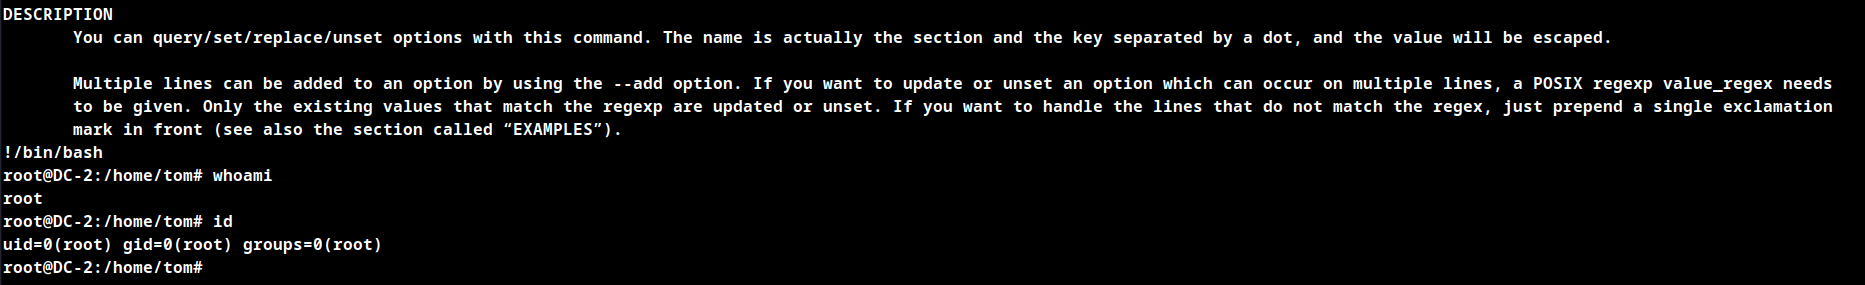 DESCRIPTION
You can query/set/replace/unset options with this command. The name is actually the section and the key separated by a dot, and the value will be escaped.
Multiple lines can be added to an option by using the --add option. If you want to update or unset an option which can occur on multiple lines, a POSIX regexp value_regex needs
to be given. Only the existing values that match the regexp are updated or unset. If you want to handle the lines that do not match the regex, just prepend a single exclamation
mark in front (see also the section called “EXAMPLES”).
!/bin/bash
root@DC-2:/home/tom# whoami
root
root@DC-2:/home/tom# id
uid=0(root) gid=0(root) groups=0(root)
root@DC-2:/home/tom#